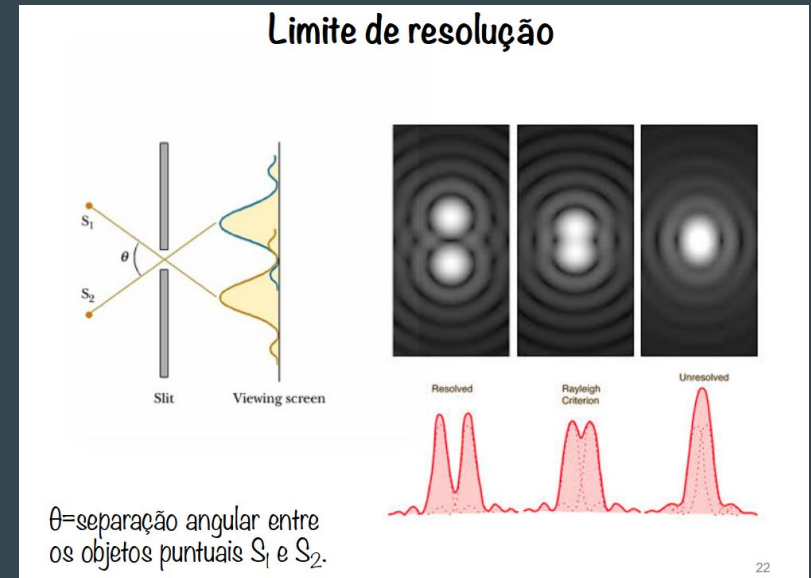 Limite de resolução
S1
θ
S2
Slit
Viewing screen
Resolved
Rayleigh
Criterion
Unresolved
θ=separação angular entre
os objetos puntuais S1 e S2.
22